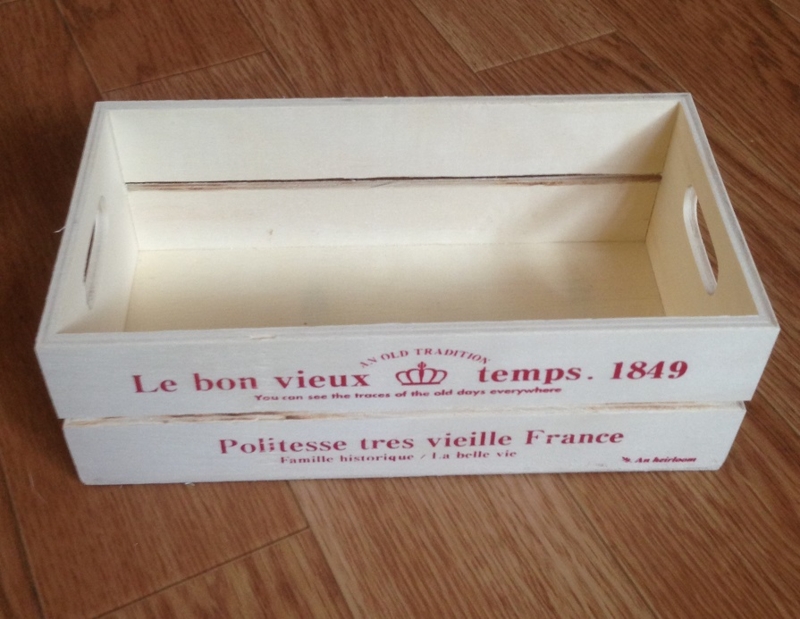 AN OLD TRADITION
Le bon vieux temps. 1849
You can see the traces of the old days everywhere
Politesse tres vieille France
Famille historique / La belle vie
An heirloom